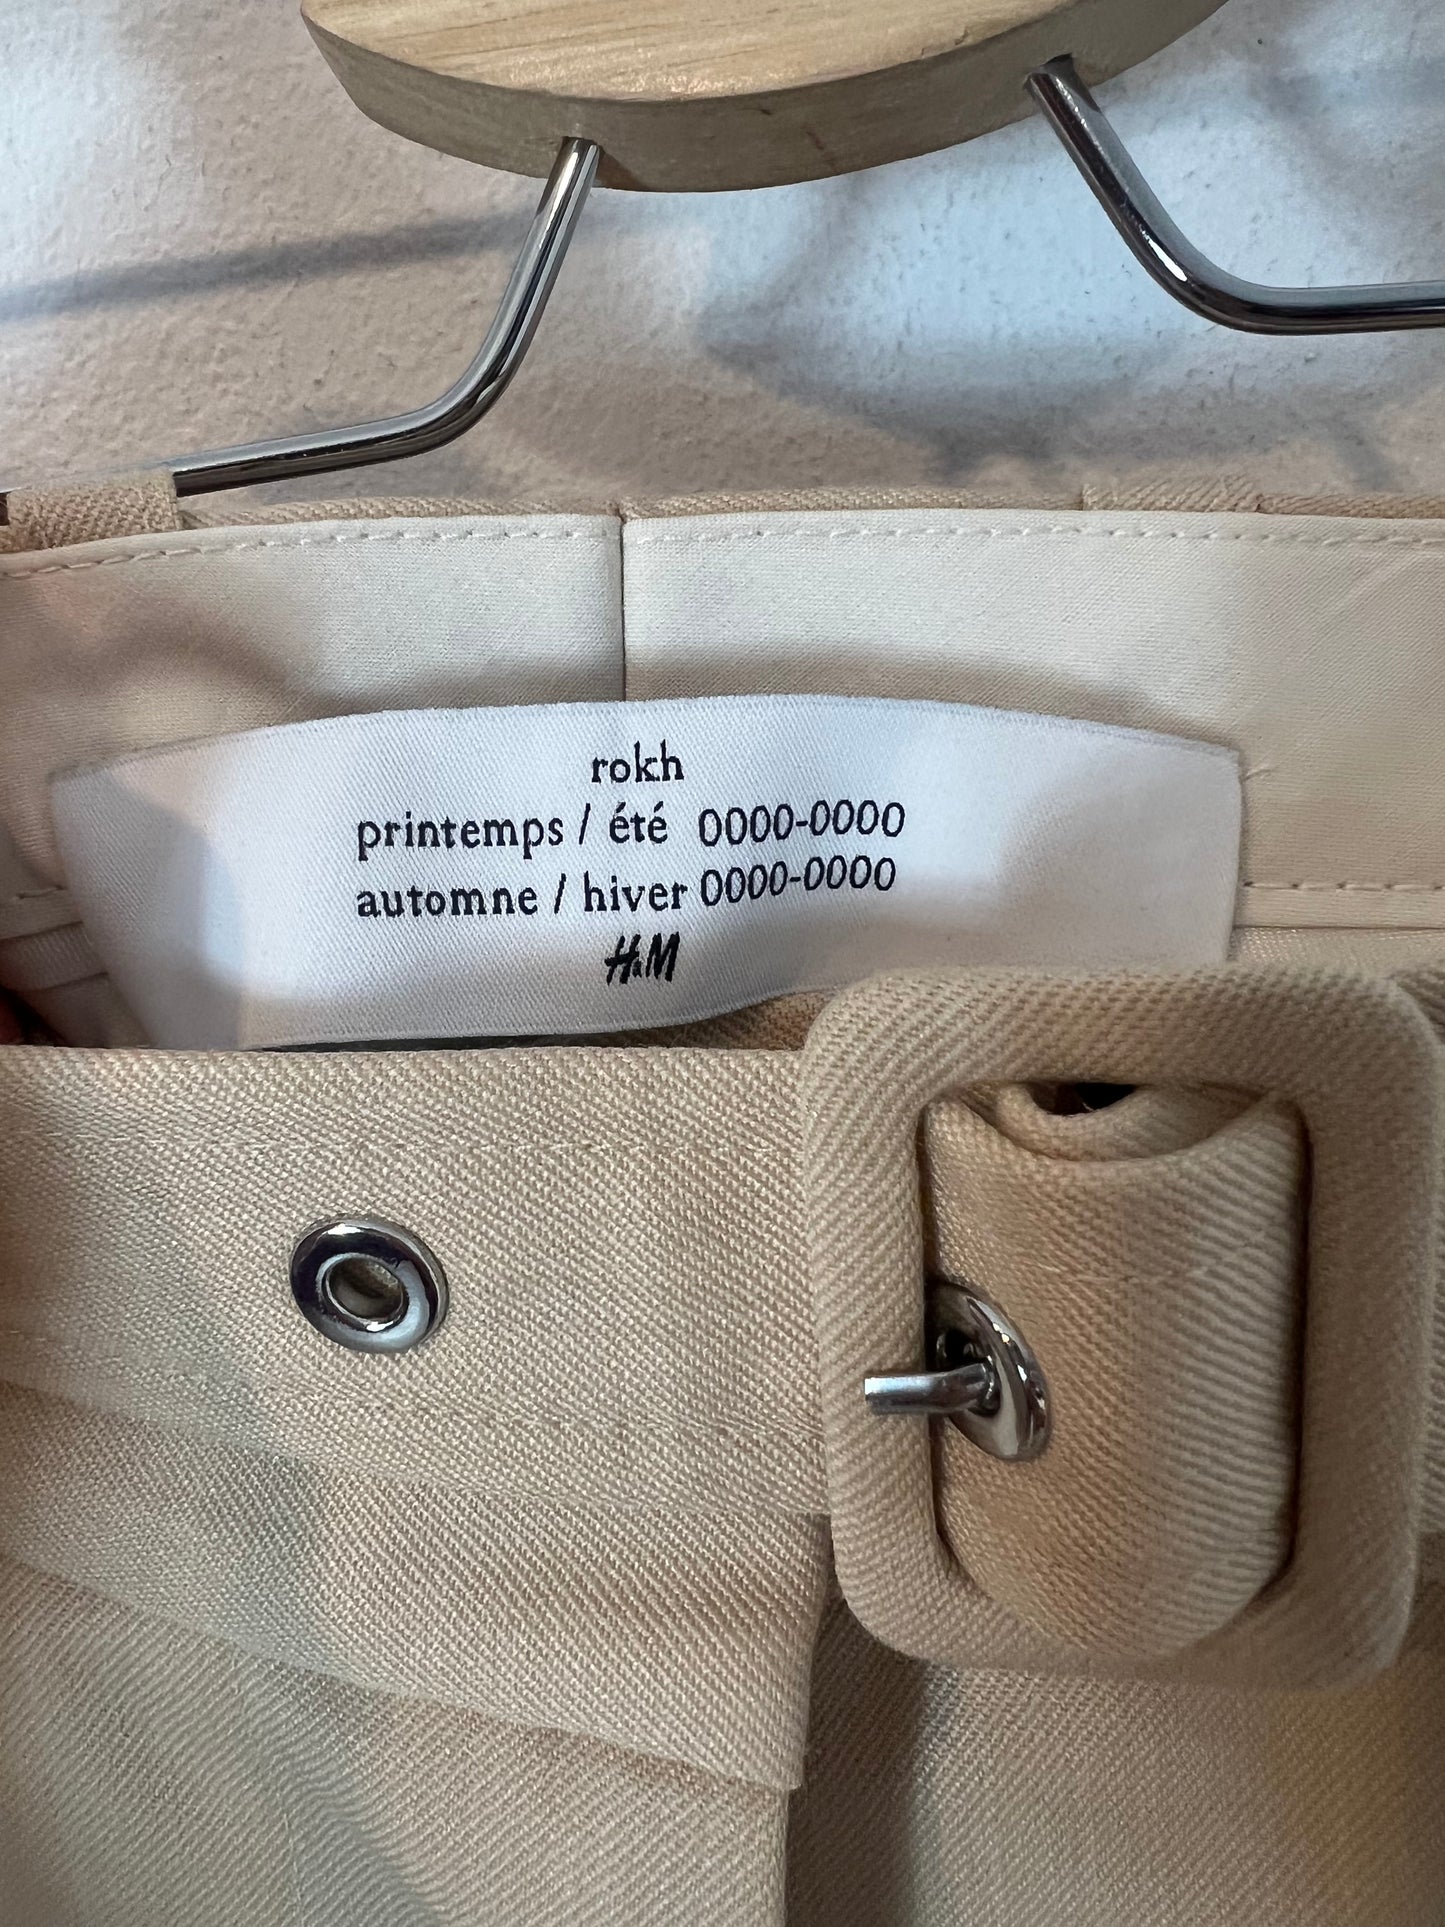 rokh
printemps / été 0000-0000
automne / hiver 0000-0000
H&M